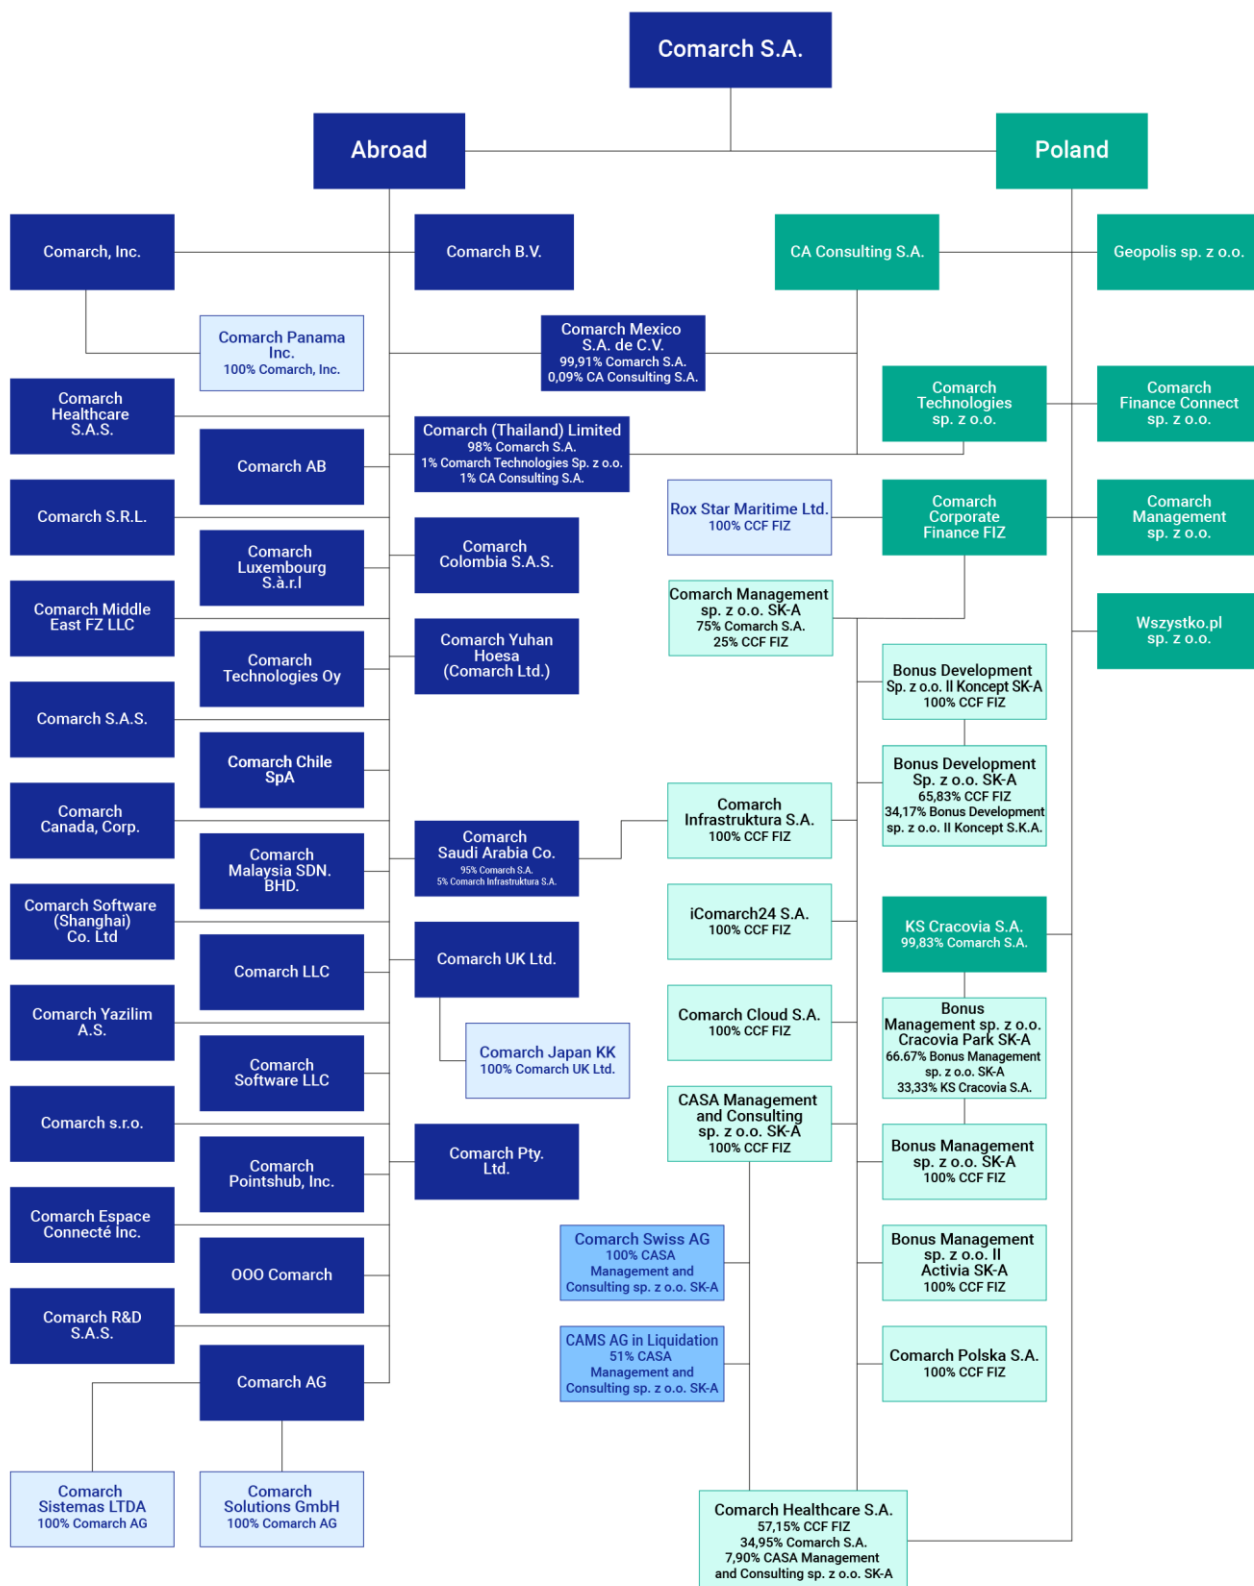 Comarch S.A.
Abroad
Poland
Comarch, Inc.
Comarch B.V.
CA Consulting S.A.
Geopolis sp. z o.o.
Comarch Panama
Inc.
100% Comarch, Inc.
Comarch Mexico
S.A. de C.V.
99,91% Comarch S.A.
0,09% CA Consulting S.A.
Comarch
Healthcare
S.A.S.
Comarch
Technologies
sp. z o.o.
Comarch
Finance Connect
sp. z o.o.
Comarch (Thailand) Limited
98% Comarch S.A.
1% Comarch Technologies Sp. z o.o.
1% CA Consulting S.A.
Comarch AB
Comarch S.R.L.
Rox Star Maritime Ltd.
100% CCF FIZ
Comarch
Corporate
Finance FIZ
Comarch
Management
sp. z o.o.
Comarch
Luxembourg
S.à.r.l
Comarch
Colombia S.A.S.
Comarch Middle
East FZ LLC
Comarch Management
sp. z o.o. SK-A
75% Comarch S.A.
25% CCF FIZ
Wszystko.pl
sp. z o.o.
Comarch
Technologies Oy
Comarch Yuhan
Hoesa
(Comarch Ltd.)
Bonus Development
Sp. z o.o. II Koncept SK-A
100% CCF FIZ
Comarch S.A.S.
Comarch Chile
SpA
Bonus Development
Sp. z o.o. SK-A
65,83% CCF FIZ
34,17% Bonus Development
sp. z o.o. II Koncept S.K.A.
Comarch
Canada, Corp.
Comarch
Infrastruktura S.A.
100% CCF FIZ
Comarch
Malaysia SDN.
BHD.
Comarch
Saudi Arabia Co.
95% Comarch S.A.
5% Comarch Infrastruktura S.A.
Comarch Software
(Shanghai)
Co. Ltd
iComarch24 S.A.
100% CCF FIZ
KS Cracovia S.A.
99,83% Comarch S.A.
Comarch LLC
Comarch UK Ltd.
Comarch Yazilim
A.S.
Comarch Cloud S.A.
100% CCF FIZ
Bonus
Management sp. z o.o.
Cracovia Park SK-A
66.67% Bonus Management
sp. z o.o. SK-A
33,33% KS Cracovia S.A.
Comarch
Software LLC
Comarch Japan KK
100% Comarch UK Ltd.
Comarch s.r.o.
CASA Management
and Consulting
sp. z o.o. SK-A
100% CCF FIZ
Comarch
Pointshub, Inc.
Comarch Pty.
Ltd.
Bonus Management
sp. z o.o. SK-A
100% CCF FIZ
Comarch Espace
Connecté Inc.
OOO Comarch
Comarch Swiss AG
100% CASA
Management and
Consulting sp. z o.o. SK-A
Bonus Management
sp. z o.o. II
Activia SK-A
100% CCF FIZ
Comarch R&D
S.A.S.
CAMS AG in Liquidation
51% CASA
Management and
Consulting sp. z o.o. SK-A
Comarch Polska S.A.
100% CCF FIZ
Comarch AG
Comarch
Sistemas LTDA
100% Comarch AG
Comarch
Solutions GmbH
100% Comarch AG
Comarch Healthcare S.A.
57,15% CCF FIZ
34,95% Comarch S.A.
7,90% CASA Management
and Consulting sp. z o.o. SK-A